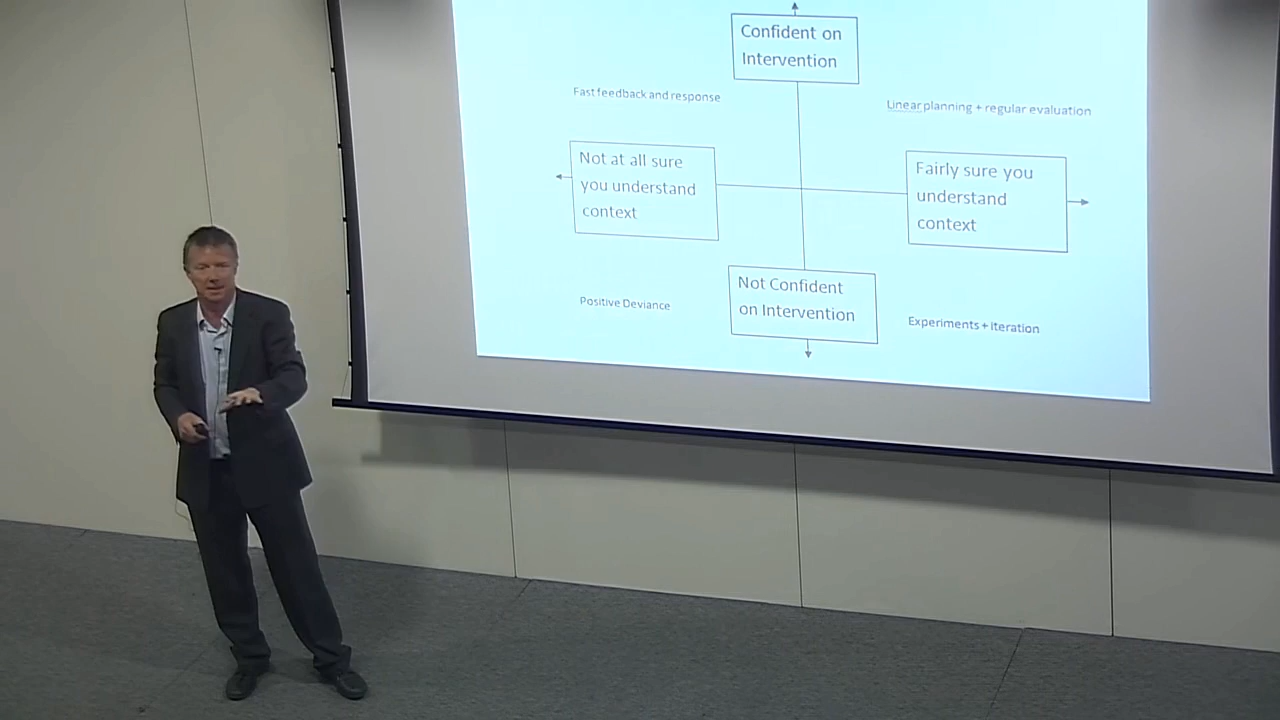 Confident on
Intervention
Fast feedback and response
Linear planning + regular evaluation
Not at all sure
you understand
context
Fairly sure you
understand
context
Not Confident
on Intervention
Positive Deviance
Experiments + iteration